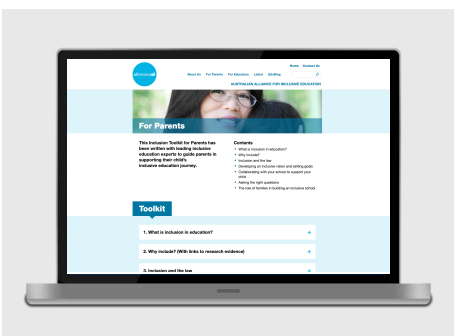 Home Contact Us
allmeansall
About Us For Parents For Educators Latest EduBlog
AUSTRALIAN ALLIANCE FOR INCLUSIVE EDUCATION
For Parents
This Inclusion Toolkit for Parents has
been written with leading inclusive
education experts to guide parents in
supporting their child's
inclusive education journey.
Contents
• What is inclusion in education?
• Why include?
• Inclusion and the law
• Developing an inclusive vision and setting goals
• Collaborating with your school to support your
child
• Asking the right questions
• The role of families in building an inclusive school
Toolkit
1. What is inclusion in education? +
2. Why include? (With links to research evidence) +
3. Inclusion and the law +